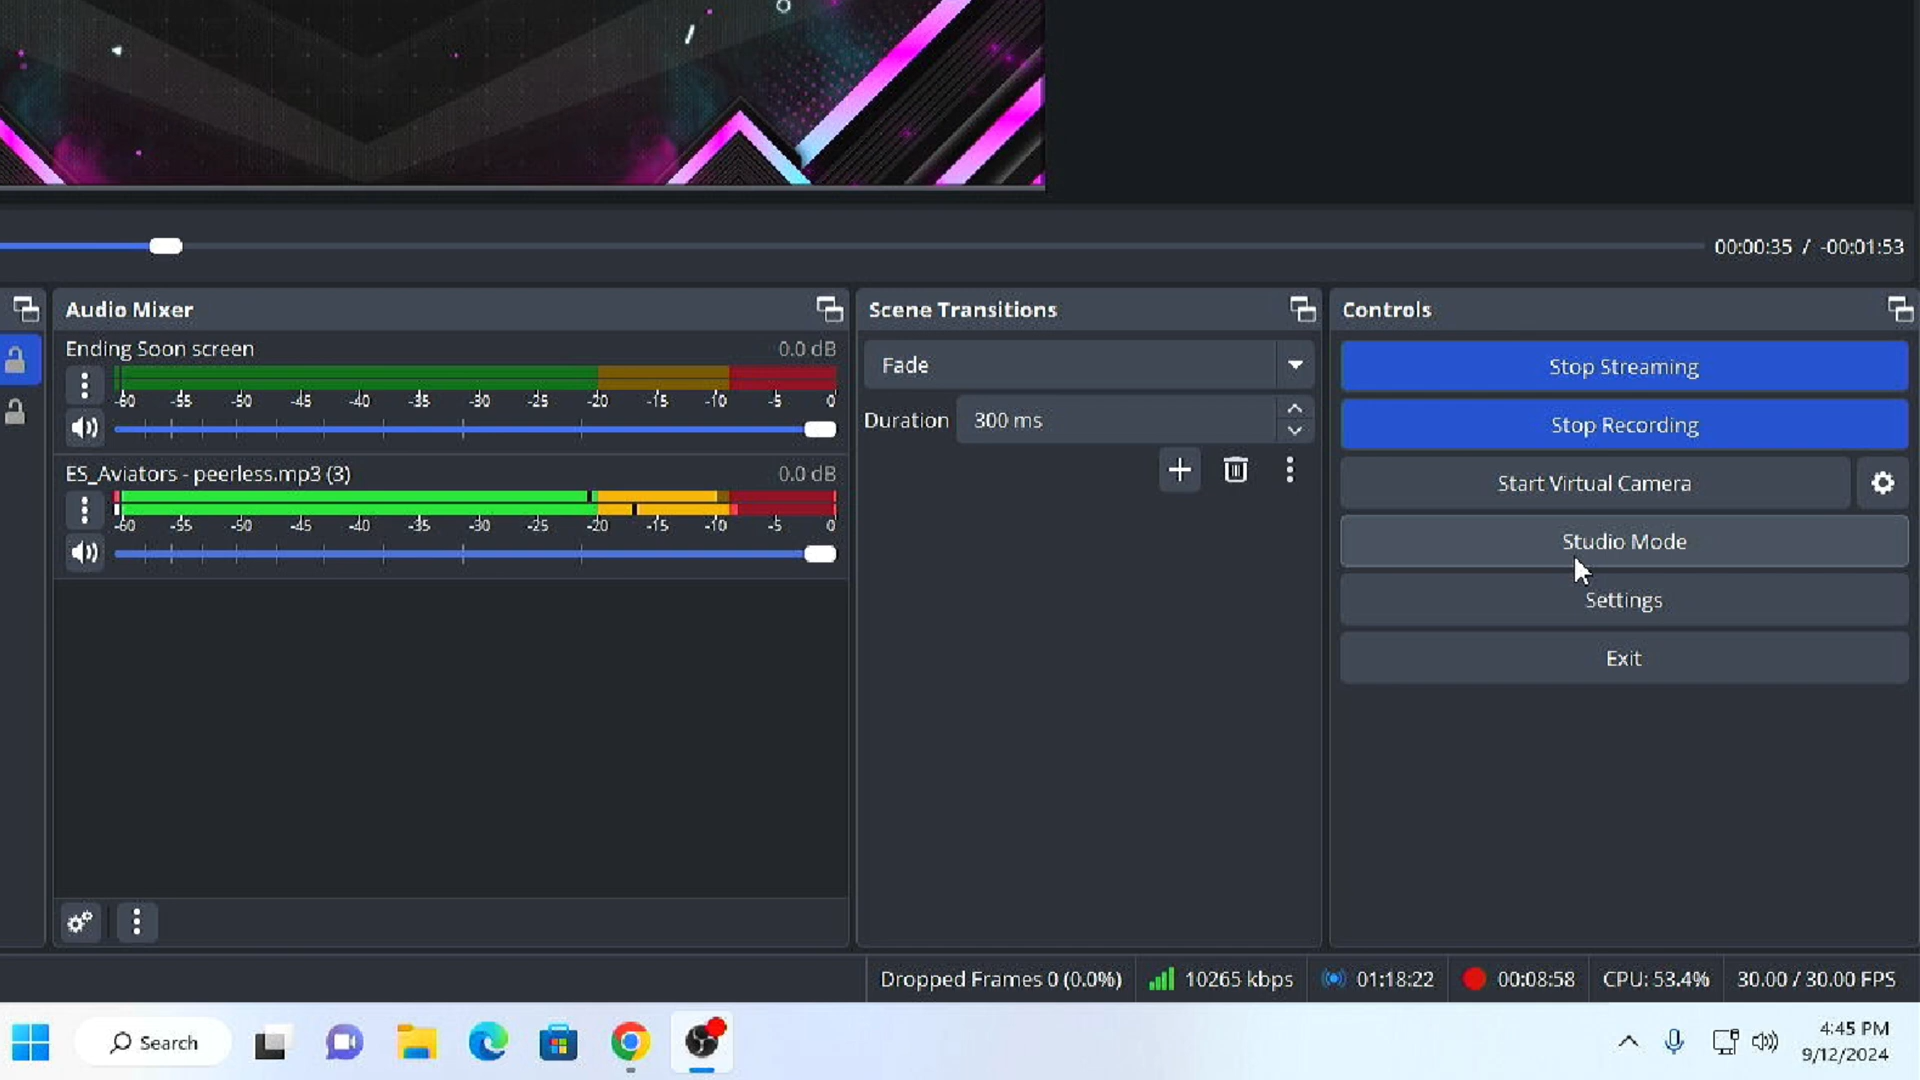 00:00:35 / -00:01:53
Audio Mixer
Ending Soon screen 0.0 dB
-60 -55 -50 -45 -40 -35 -30 -25 -20 -15 -10 -5 0
ES_Aviators - peerless.mp3 (3) 0.0 dB
-60 -55 -50 -45 -40 -35 -30 -25 -20 -15 -10 -5 0
Scene Transitions
Fade
Duration 300 ms
Controls
Stop Streaming
Stop Recording
Start Virtual Camera
Studio Mode
Settings
Exit
Dropped Frames 0 (0.0%) 10265 kbps 01:18:22 00:08:58 CPU: 53.4% 30.00 / 30.00 FPS
Search
4:45 PM
9/12/2024